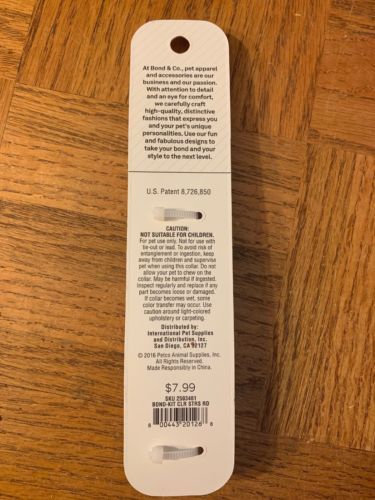 At Bond & Co., pet apparel
and accessories are our
business and our passion.
With attention to detail
and an eye for comfort,
we carefully craft
high-quality, distinctive
fashions that express you
and your pet's unique
personalities. Use our fun
and fabulous designs to
take your bond and your
style to the next level.
U.S. Patent 8,726,850
CAUTION:
NOT SUITABLE FOR CHILDREN.
For pet use only. Not for use with
tie-out or lead. To avoid risk of
entanglement or ingestion, keep
away from children and supervise
pet when using this collar. Do not
allow your pet to chew on the
collar. May be harmful if ingested.
Inspect regularly and replace if any
part becomes loose or damaged.
If collar becomes wet, some
color transfer may occur. Use
caution around light-colored
upholstery or carpeting.
Distributed by:
International Pet Supplies
and Distribution, Inc.
San Diego, CA 92127
© 2016 Petco Animal Supplies, Inc.
All Rights Reserved.
Made Responsibly in China.
$7.99
SKU 2593461
BOND-KIT CLR STRS RD
8 00443 20128 6